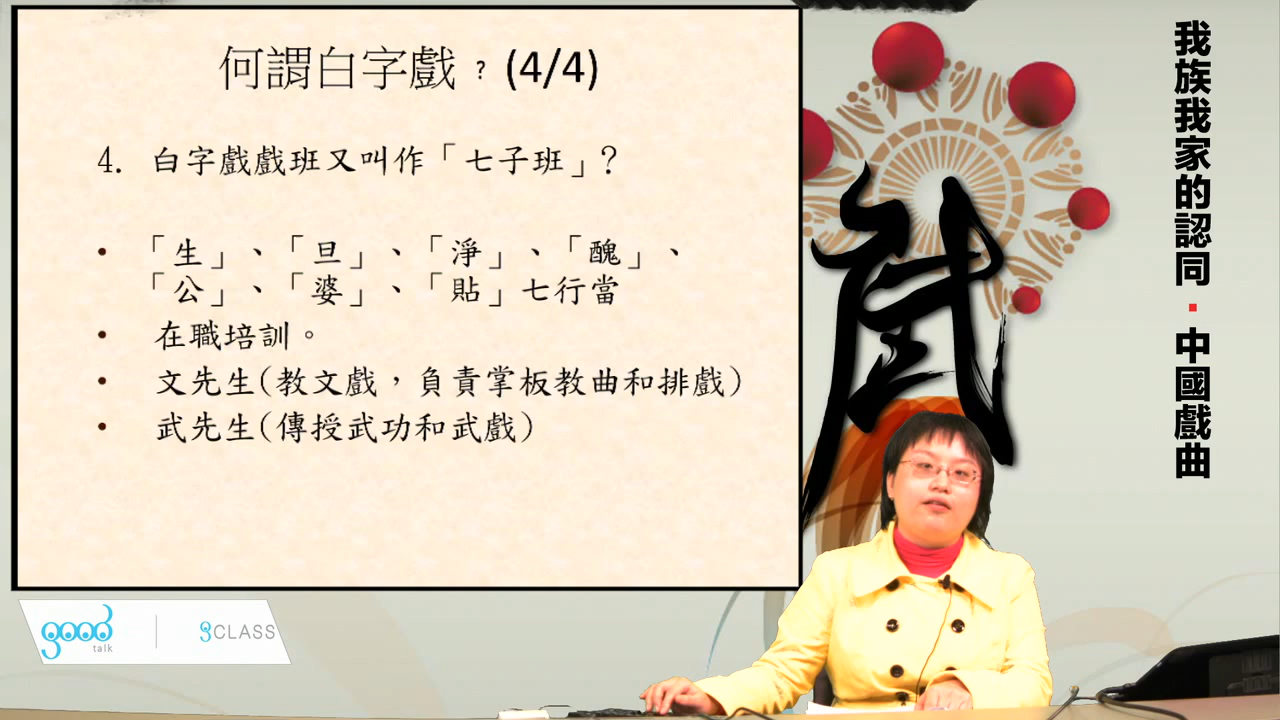 何謂白字戲？(4/4)
4. 白字戲戲班又叫作「七子班」?
• 「生」、「旦」、「淨」、「醜」、
「公」、「婆」、「貼」七行當
• 在職培訓。
• 文先生(教文戲，負責掌板教曲和排戲)
• 武先生(傳授武功和武戲)
我族我家的認同·中國戲曲
good
talk
CLASS